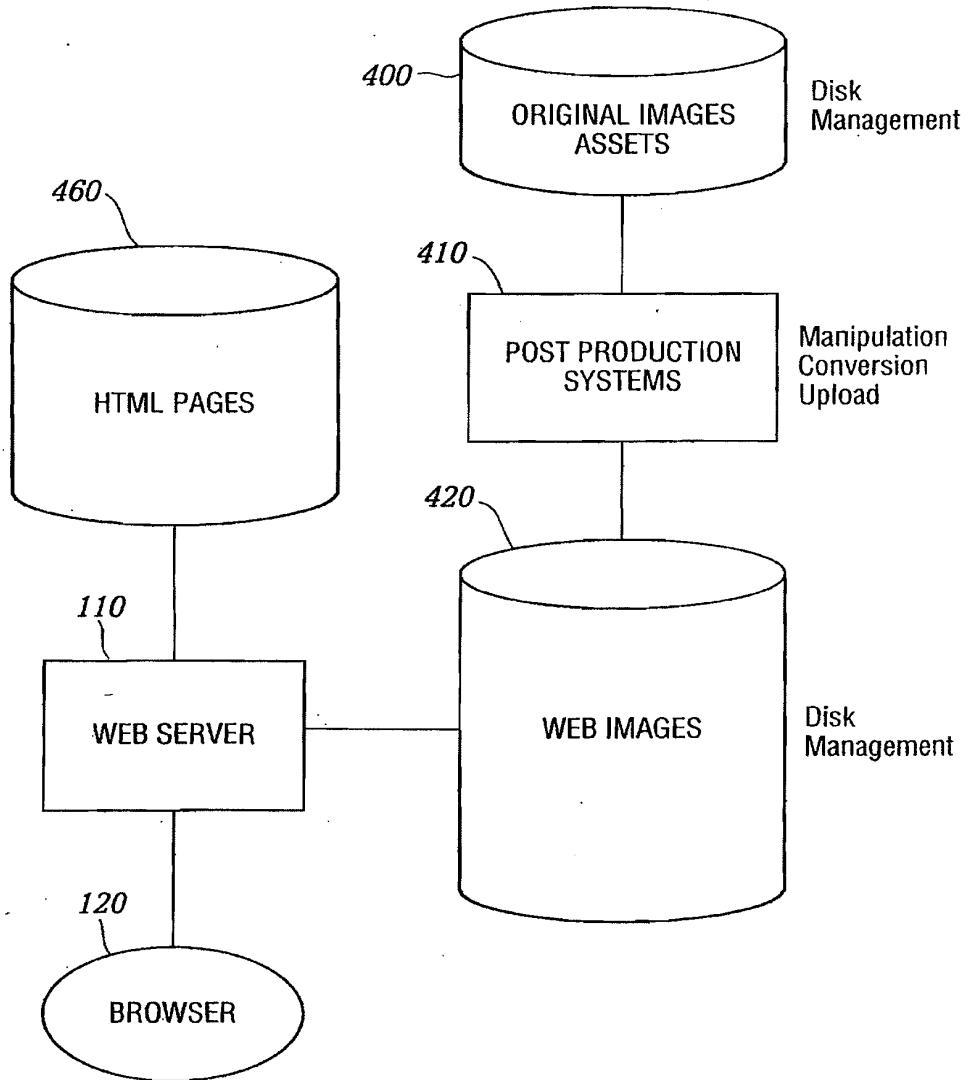 400
ORIGINAL IMAGES
ASSETS
Disk
Management
460
HTML PAGES
410
POST PRODUCTION
SYSTEMS
Manipulation
Conversion
Upload
420
WEB IMAGES
Disk
Management
110
WEB SERVER
120
BROWSER